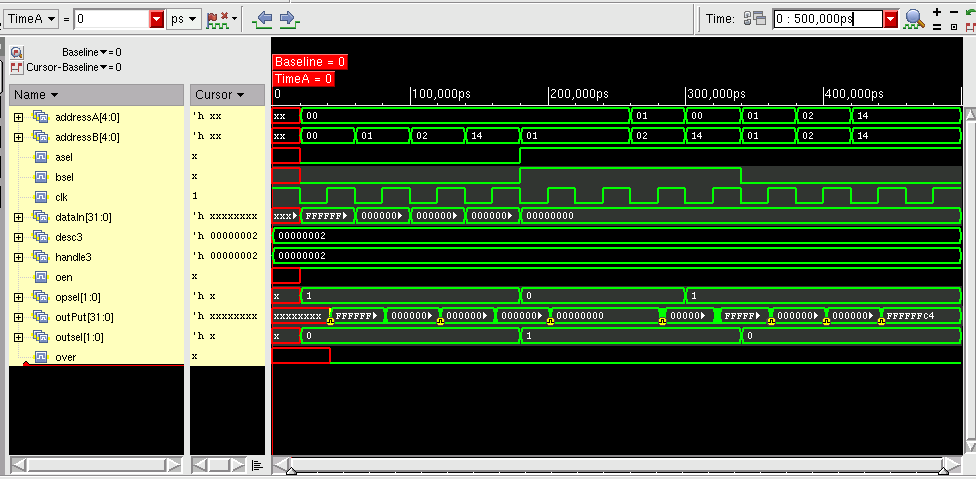 TimeA = 0 ps Time: 0 : 500,000ps
Baseline = 0
Cursor-Baseline = 0
Baseline = 0
TimeA = 0
Name Cursor 0 100,000ps 200,000ps 300,000ps 400,000ps
addressA[4:0] 'h xx xx 00 01 00 01 02 14
addressB[4:0] 'h xx xx 00 01 02 14 01 02 14 01 02 14
asel x
bsel x
clk 1
dataIn[31:0] 'h xxxxxxxx xxx FFFFFF 000000 000000 000000 00000000
desc3 'h 00000002 00000002
handle3 'h 00000002 00000002
oen x
opsel[1:0] 'h x x 1 0 1
outPut[31:0] 'h xxxxxxxx xxxxxxxx FFFFFF 000000 000000 000000 00000000 00000 FFFFF 000000 000000 FFFFFFc4
outsel[1:0] 'h x x 0 1 0
over x